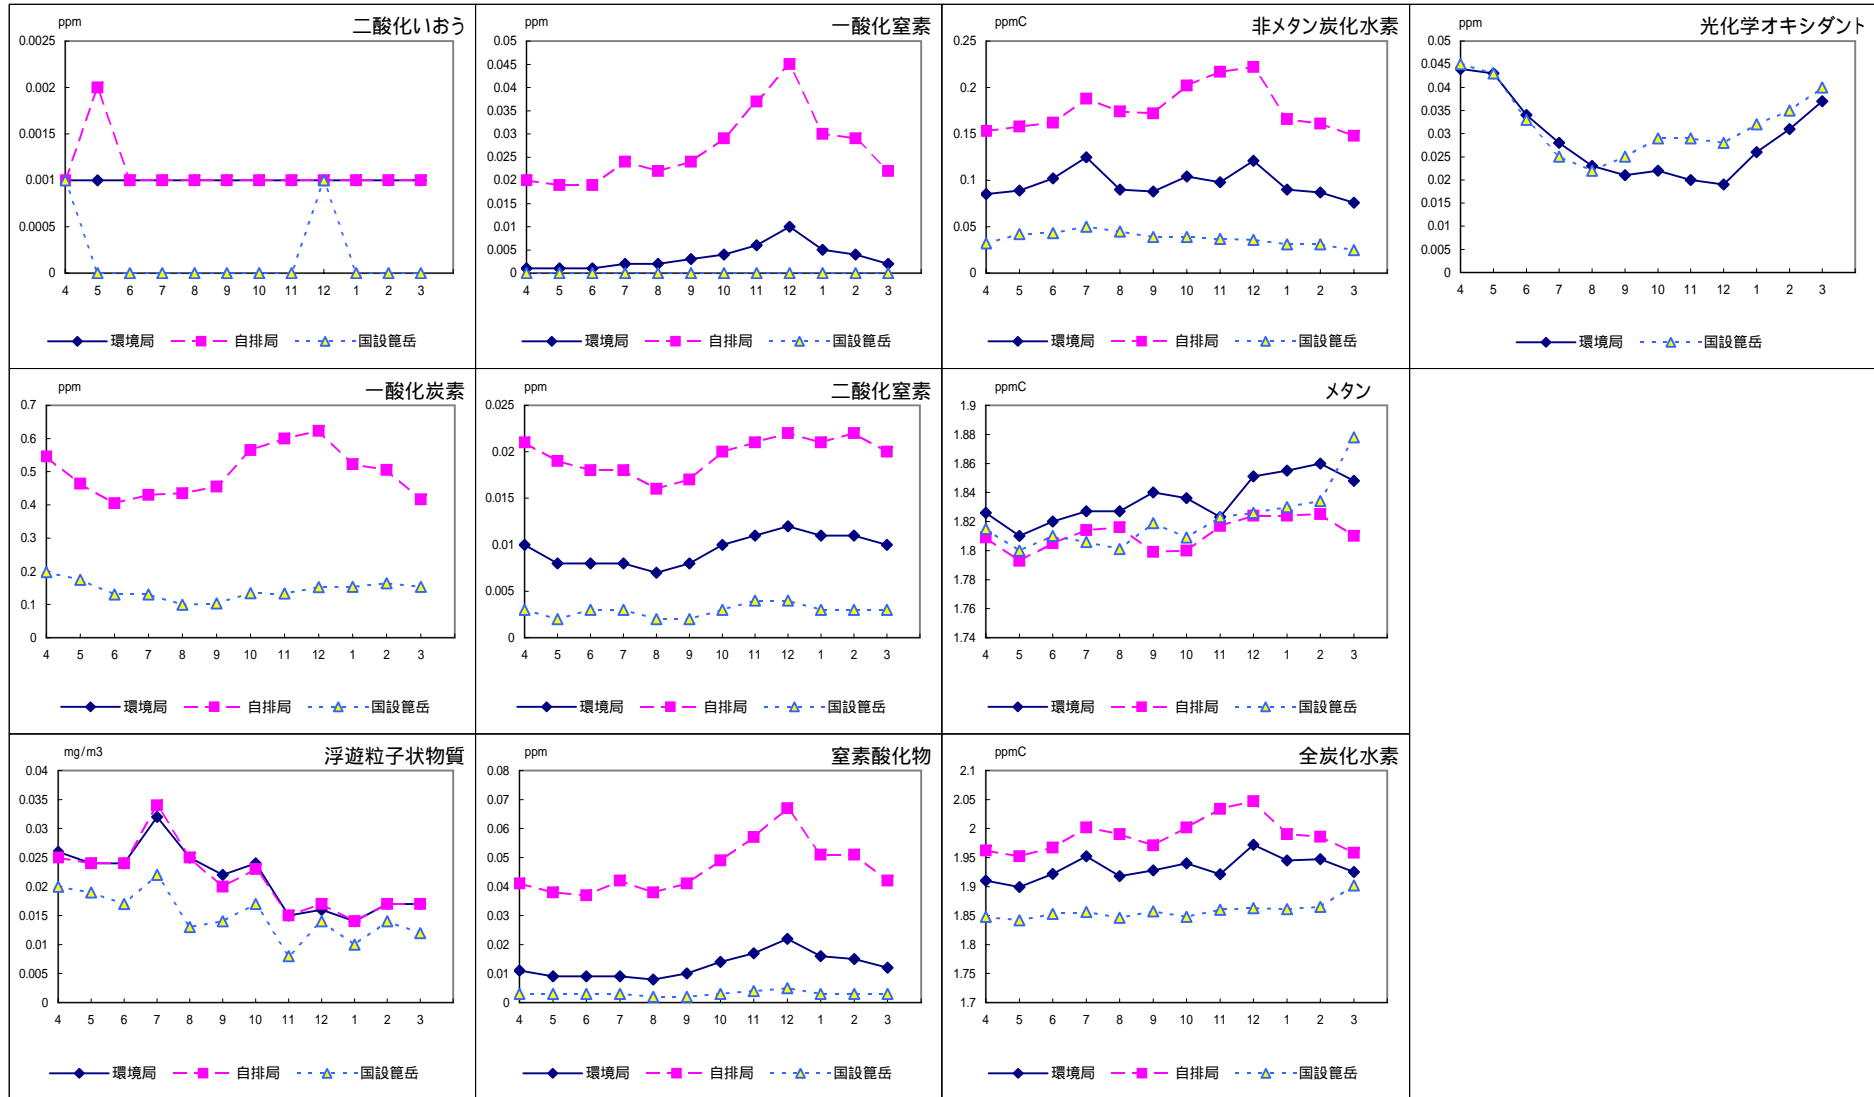 ppm 二酸化いおう
0.0025
0.002
0.0015
0.001
0.0005
0
4 5 6 7 8 9 10 11 12 1 2 3
環境局 自排局 国設篦岳
ppm 一酸化窒素
0.05
0.045
0.04
0.035
0.03
0.025
0.02
0.015
0.01
0.005
0
4 5 6 7 8 9 10 11 12 1 2 3
環境局 自排局 国設篦岳
ppmC 非メタン炭化水素
0.25
0.2
0.15
0.1
0.05
0
4 5 6 7 8 9 10 11 12 1 2 3
環境局 自排局 国設篦岳
ppm 光化学オキシダント
0.05
0.045
0.04
0.035
0.03
0.025
0.02
0.015
0.01
0.005
0
4 5 6 7 8 9 10 11 12 1 2 3
環境局 国設篦岳
ppm 一酸化炭素
0.7
0.6
0.5
0.4
0.3
0.2
0.1
0
4 5 6 7 8 9 10 11 12 1 2 3
環境局 自排局 国設篦岳
ppm 二酸化窒素
0.025
0.02
0.015
0.01
0.005
0
4 5 6 7 8 9 10 11 12 1 2 3
環境局 自排局 国設篦岳
ppmC メタン
1.9
1.88
1.86
1.84
1.82
1.8
1.78
1.76
1.74
4 5 6 7 8 9 10 11 12 1 2 3
環境局 自排局 国設篦岳
mg/m3 浮遊粒子状物質
0.04
0.035
0.03
0.025
0.02
0.015
0.01
0.005
0
4 5 6 7 8 9 10 11 12 1 2 3
環境局 自排局 国設篦岳
ppm 窒素酸化物
0.08
0.07
0.06
0.05
0.04
0.03
0.02
0.01
0
4 5 6 7 8 9 10 11 12 1 2 3
環境局 自排局 国設篦岳
ppmC 全炭化水素
2.1
2.05
2
1.95
1.9
1.85
1.8
1.75
1.7
4 5 6 7 8 9 10 11 12 1 2 3
環境局 自排局 国設篦岳